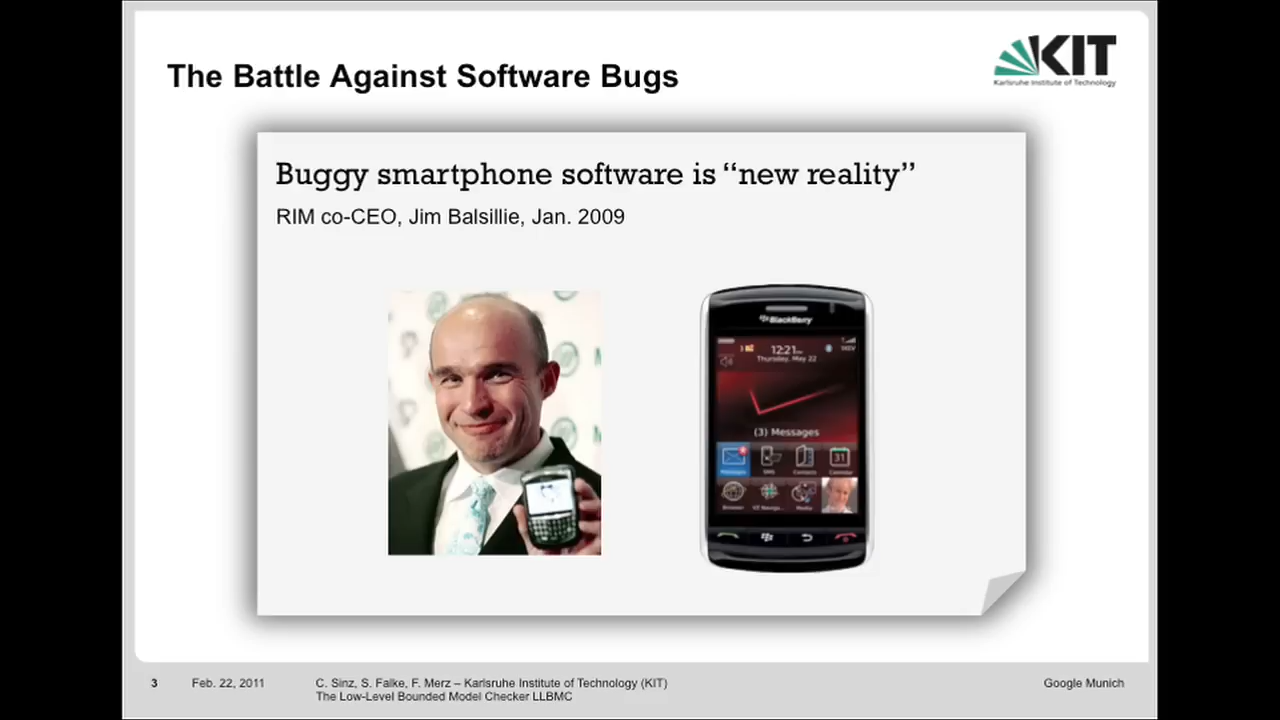 The Battle Against Software Bugs
KIT
Karlsruhe Institute of Technology
Buggy smartphone software is “new reality”
RIM co-CEO, Jim Balsillie, Jan. 2009
BlackBerry
12:21
Thursday, May 22
(3) Messages
Messages SMS Contacts Calendar
31
Browser Media
3 Feb. 22, 2011 C. Sinz, S. Falke, F. Merz – Karlsruhe Institute of Technology (KIT) Google Munich
The Low-Level Bounded Model Checker LLBMC